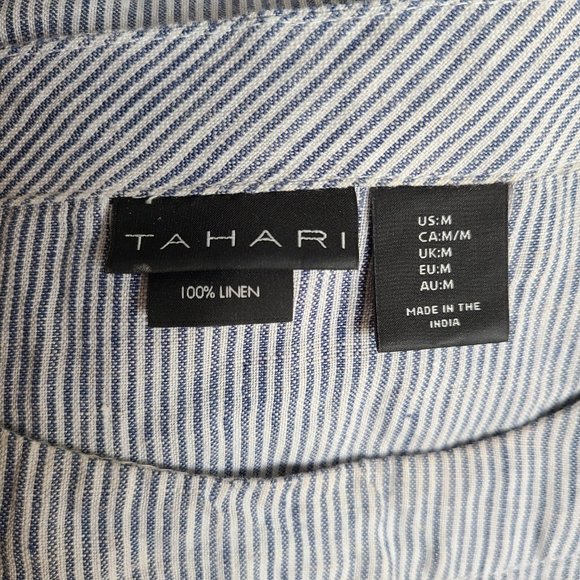 TAHARI
100% LINEN
US:M
CA:M/M
UK:M
EU:M
AU:M
MADE IN THE
INDIA